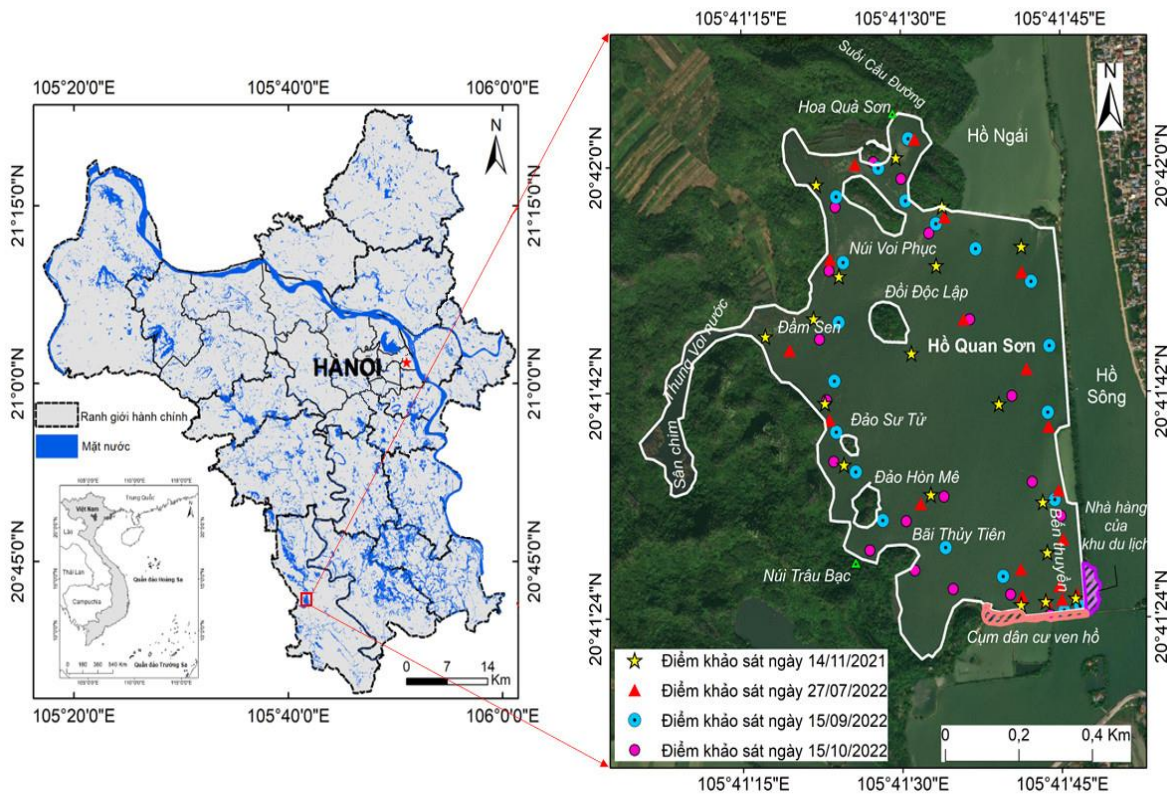 105°20'0"E
105°40'0"E
106°0'0"E
N
21°15'0"N
21°15'0"N
HÀNỘI
21°0'0"N
21°0'0"N
Ranh giới hành chính
Mặt nước
Trung Quốc
Việt Nam
Lào
Thái Lan
Campuchia
Quần đảo Hoàng Sa
Quần đảo Trường Sa
20°45'0"N
20°45'0"N
0 7 14
Km
105°20'0"E
105°40'0"E
106°0'0"E
105°41'15"E
105°41'30"E
105°41'45"E
N
Suối Cầu Đường
Hoa Quả Sơn
Hồ Ngái
20°42'0"N
20°42'0"N
Núi Voi Phục
Đồi Độc Lập
Đầm Sen
Thung Voi nước
Hồ Quan Sơn
Hồ
Sông
20°41'42"N
20°41'42"N
Đảo Sư Tử
Sân chim
Đảo Hòn Mê
Bãi Thủy Tiên
Bến thuyền
Nhà hàng
của
khu du lịch
Núi Trâu Bạc
20°41'24"N
20°41'24"N
Cụm dân cư ven hồ
Điểm khảo sát ngày 14/11/2021
Điểm khảo sát ngày 27/07/2022
Điểm khảo sát ngày 15/09/2022
Điểm khảo sát ngày 15/10/2022
0 0,2 0,4 Km
105°41'15"E
105°41'30"E
105°41'45"E